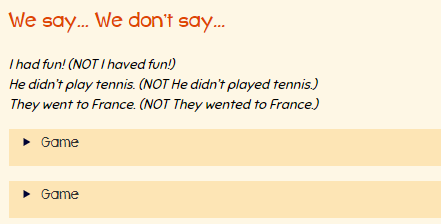 We say... We don't say...
I had fun! (NOT I haved fun!)
He didn't play tennis. (NOT He didn't played tennis.)
They went to France. (NOT They wented to France.)
Game
Game